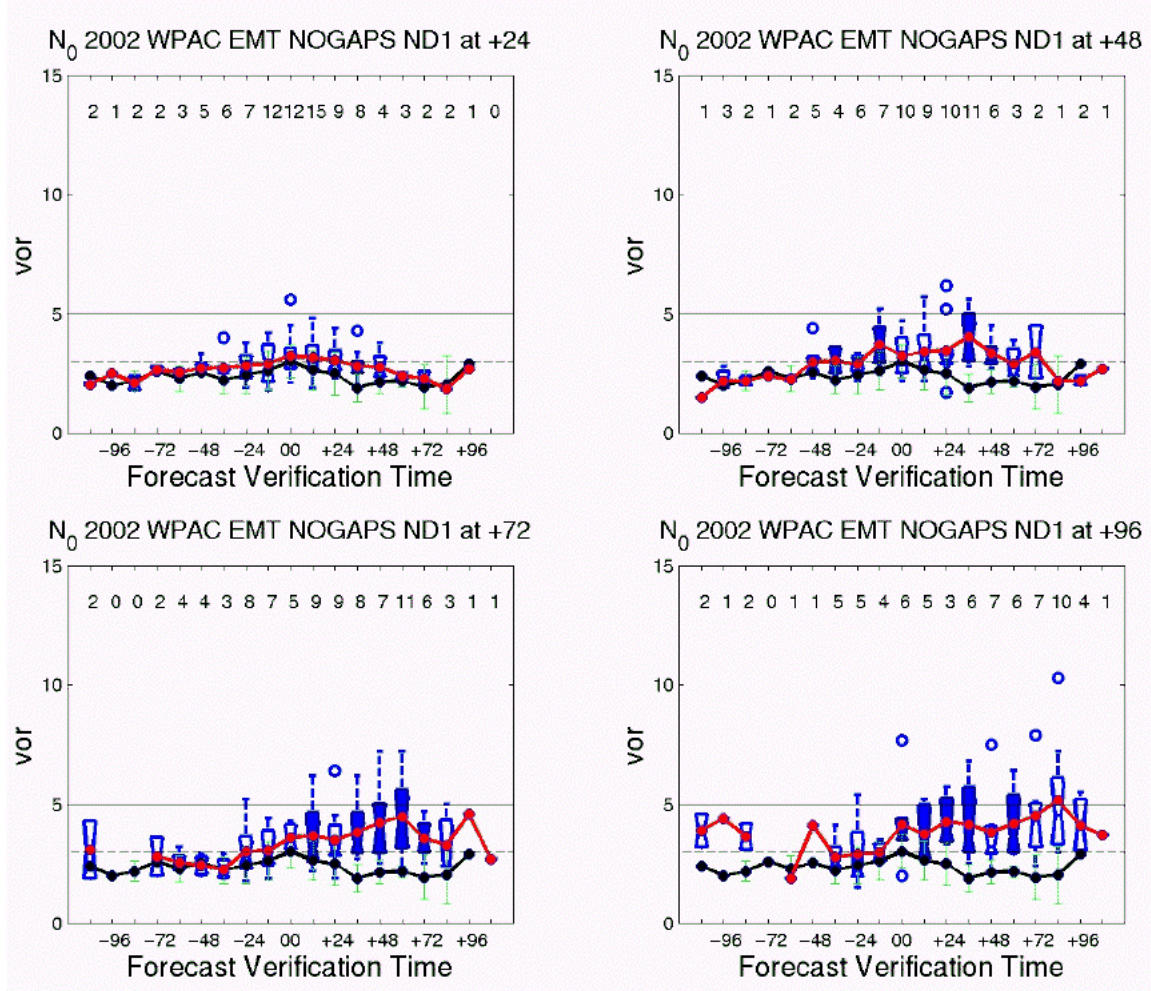 N0 2002 WPAC EMT NOGAPS ND1 at +24
15
2 1 2 2 3 5 6 7 12 12 15 9 8 4 3 2 2 1 0
10
vor
5
0
−96 −72 −48 −24 00 +24 +48 +72 +96
Forecast Verification Time
N0 2002 WPAC EMT NOGAPS ND1 at +48
15
1 3 2 1 2 5 4 6 7 10 9 10 11 6 3 2 1 2 1
10
vor
5
0
−96 −72 −48 −24 00 +24 +48 +72 +96
Forecast Verification Time
N0 2002 WPAC EMT NOGAPS ND1 at +72
15
2 0 0 2 4 4 3 8 7 5 9 9 8 7 11 6 3 1 1
10
vor
5
0
−96 −72 −48 −24 00 +24 +48 +72 +96
Forecast Verification Time
N0 2002 WPAC EMT NOGAPS ND1 at +96
15
2 1 2 0 1 1 5 5 4 6 5 3 6 7 6 7 10 4 1
10
vor
5
0
−96 −72 −48 −24 00 +24 +48 +72 +96
Forecast Verification Time